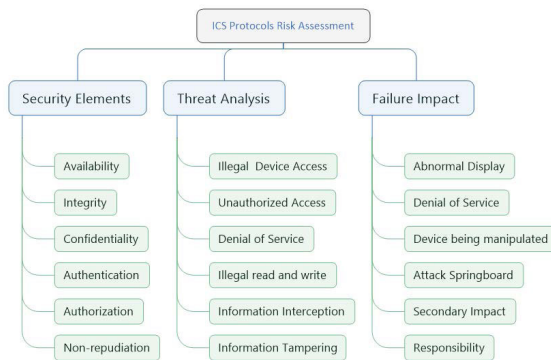 ICS Protocols Risk Assessment
Security Elements
Availability
Integrity
Confidentiality
Authentication
Authorization
Non-repudiation
Threat Analysis
Illegal Device Access
Unauthorized Access
Denial of Service
Illegal read and write
Information Interception
Information Tampering
Failure Impact
Abnormal Display
Denial of Service
Device being manipulated
Attack Springboard
Secondary Impact
Responsibility